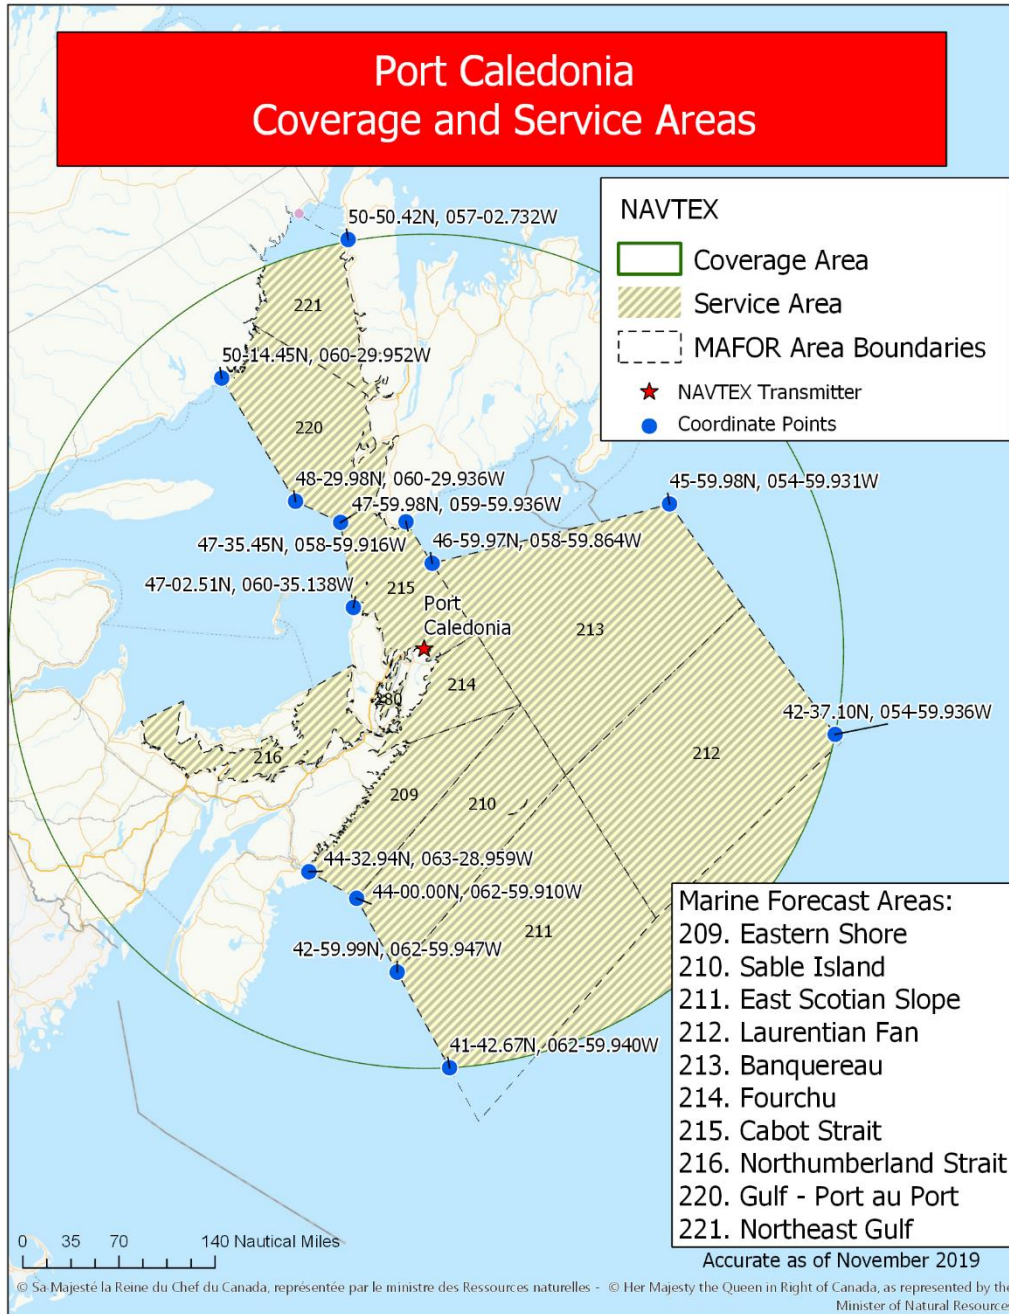 Port Caledonia
Coverage and Service Areas
NAVTEX
Coverage Area
Service Area
MAFOR Area Boundaries
NAVTEX Transmitter
Coordinate Points
50-50.42N, 057-02.732W
221
50-14.45N, 060-29.952W
220
48-29.98N, 060-29.936W
47-59.98N, 059-59.936W
45-59.98N, 054-59.931W
47-35.45N, 058-59.916W
46-59.97N, 058-59.864W
47-02.51N, 060-35.138W
215
Port
Caledonia
213
214
280
42-37.10N, 054-59.936W
216
212
209
210
44-32.94N, 063-28.959W
44-00.00N, 062-59.910W
211
42-59.99N, 062-59.947W
41-42.67N, 062-59.940W
Marine Forecast Areas:
209. Eastern Shore
210. Sable Island
211. East Scotian Slope
212. Laurentian Fan
213. Banquereau
214. Fourchu
215. Cabot Strait
216. Northumberland Strait
220. Gulf - Port au Port
221. Northeast Gulf
0 35 70 140 Nautical Miles
Accurate as of November 2019
© Sa Majesté la Reine du Chef du Canada, représentée par le ministre des Ressources naturelles - © Her Majesty the Queen in Right of Canada, as represented by the
Minister of Natural Resources